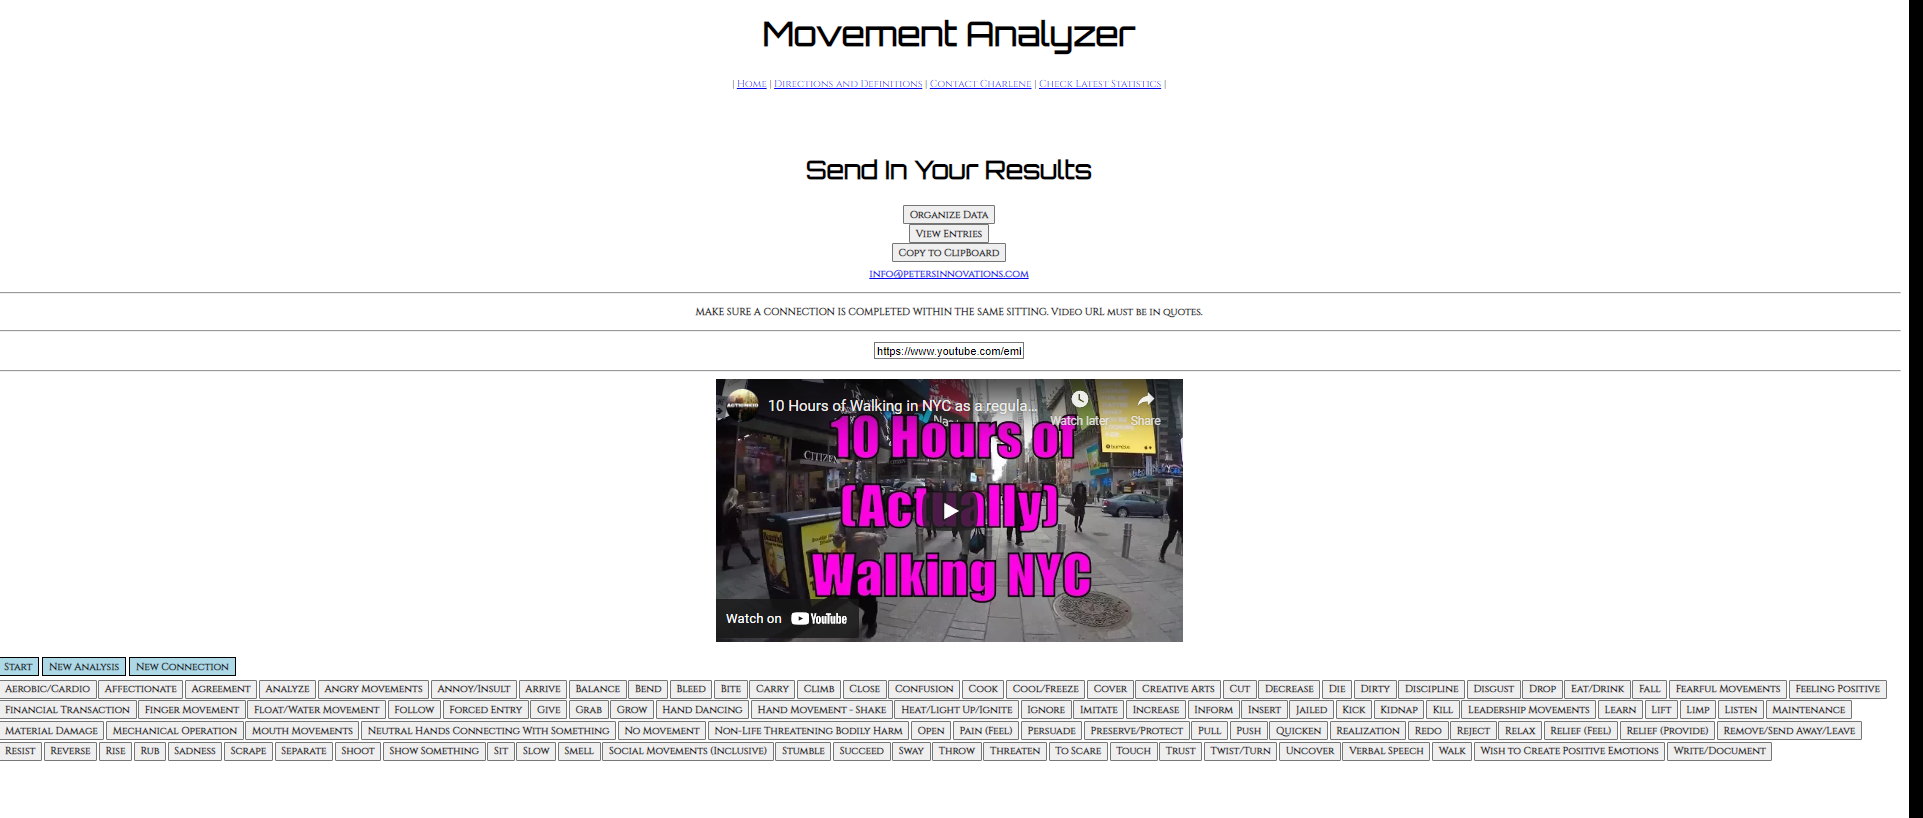 Movement Analyzer
| Home | Directions and Definitions | Contact Charlene | Check Latest Statistics |
Send In Your Results
Organize Data
View Entries
Copy to ClipBoard
info@petersinnovations.com
MAKE SURE A CONNECTION IS COMPLETED WITHIN THE SAME SITTING. Video URL must be in quotes.
https://www.youtube.com/eml
10 Hours of Walking in NYC as a regula...
Watch later
Share
CITIZEN
bumble
10 Hours of
(Actually)
Walking NYC
Watch on YouTube
Start New Analysis New Connection
Aerobic/Cardio Affectionate Agreement Analyze Angry Movements Annoy/Insult Arrive Balance Bend Bleed Bite Carry Climb Close Confusion Cook Cool/Freeze Cover Creative Arts Cut Decrease Die Dirty Discipline Disgust Drop Eat/Drink Fall Fearful Movements Feeling Positive
Financial Transaction Finger Movement Float/Water Movement Follow Forced Entry Give Grab Grow Hand Dancing Hand Movement - Shake Heat/Light Up/Ignite Ignore Imitate Increase Inform Insert Jailed Kick Kidnap Kill Leadership Movements Learn Lift Limp Listen Maintenance
Material Damage Mechanical Operation Mouth Movements Neutral Hands Connecting With Something No Movement Non-Life Threatening Bodily Harm Open Pain (Feel) Persuade Preserve/Protect Pull Push Quicken Realization Redo Reject Relax Relief (Feel) Relief (Provide) Remove/Send Away/Leave
Resist Reverse Rise Rub Sadness Scrape Separate Shoot Show Something Sit Slow Smell Social Movements (Inclusive) Stumble Succeed Sway Throw Threaten To Scare Touch Trust Twist/Turn Uncover Verbal Speech Walk Wish to Create Positive Emotions Write/Document